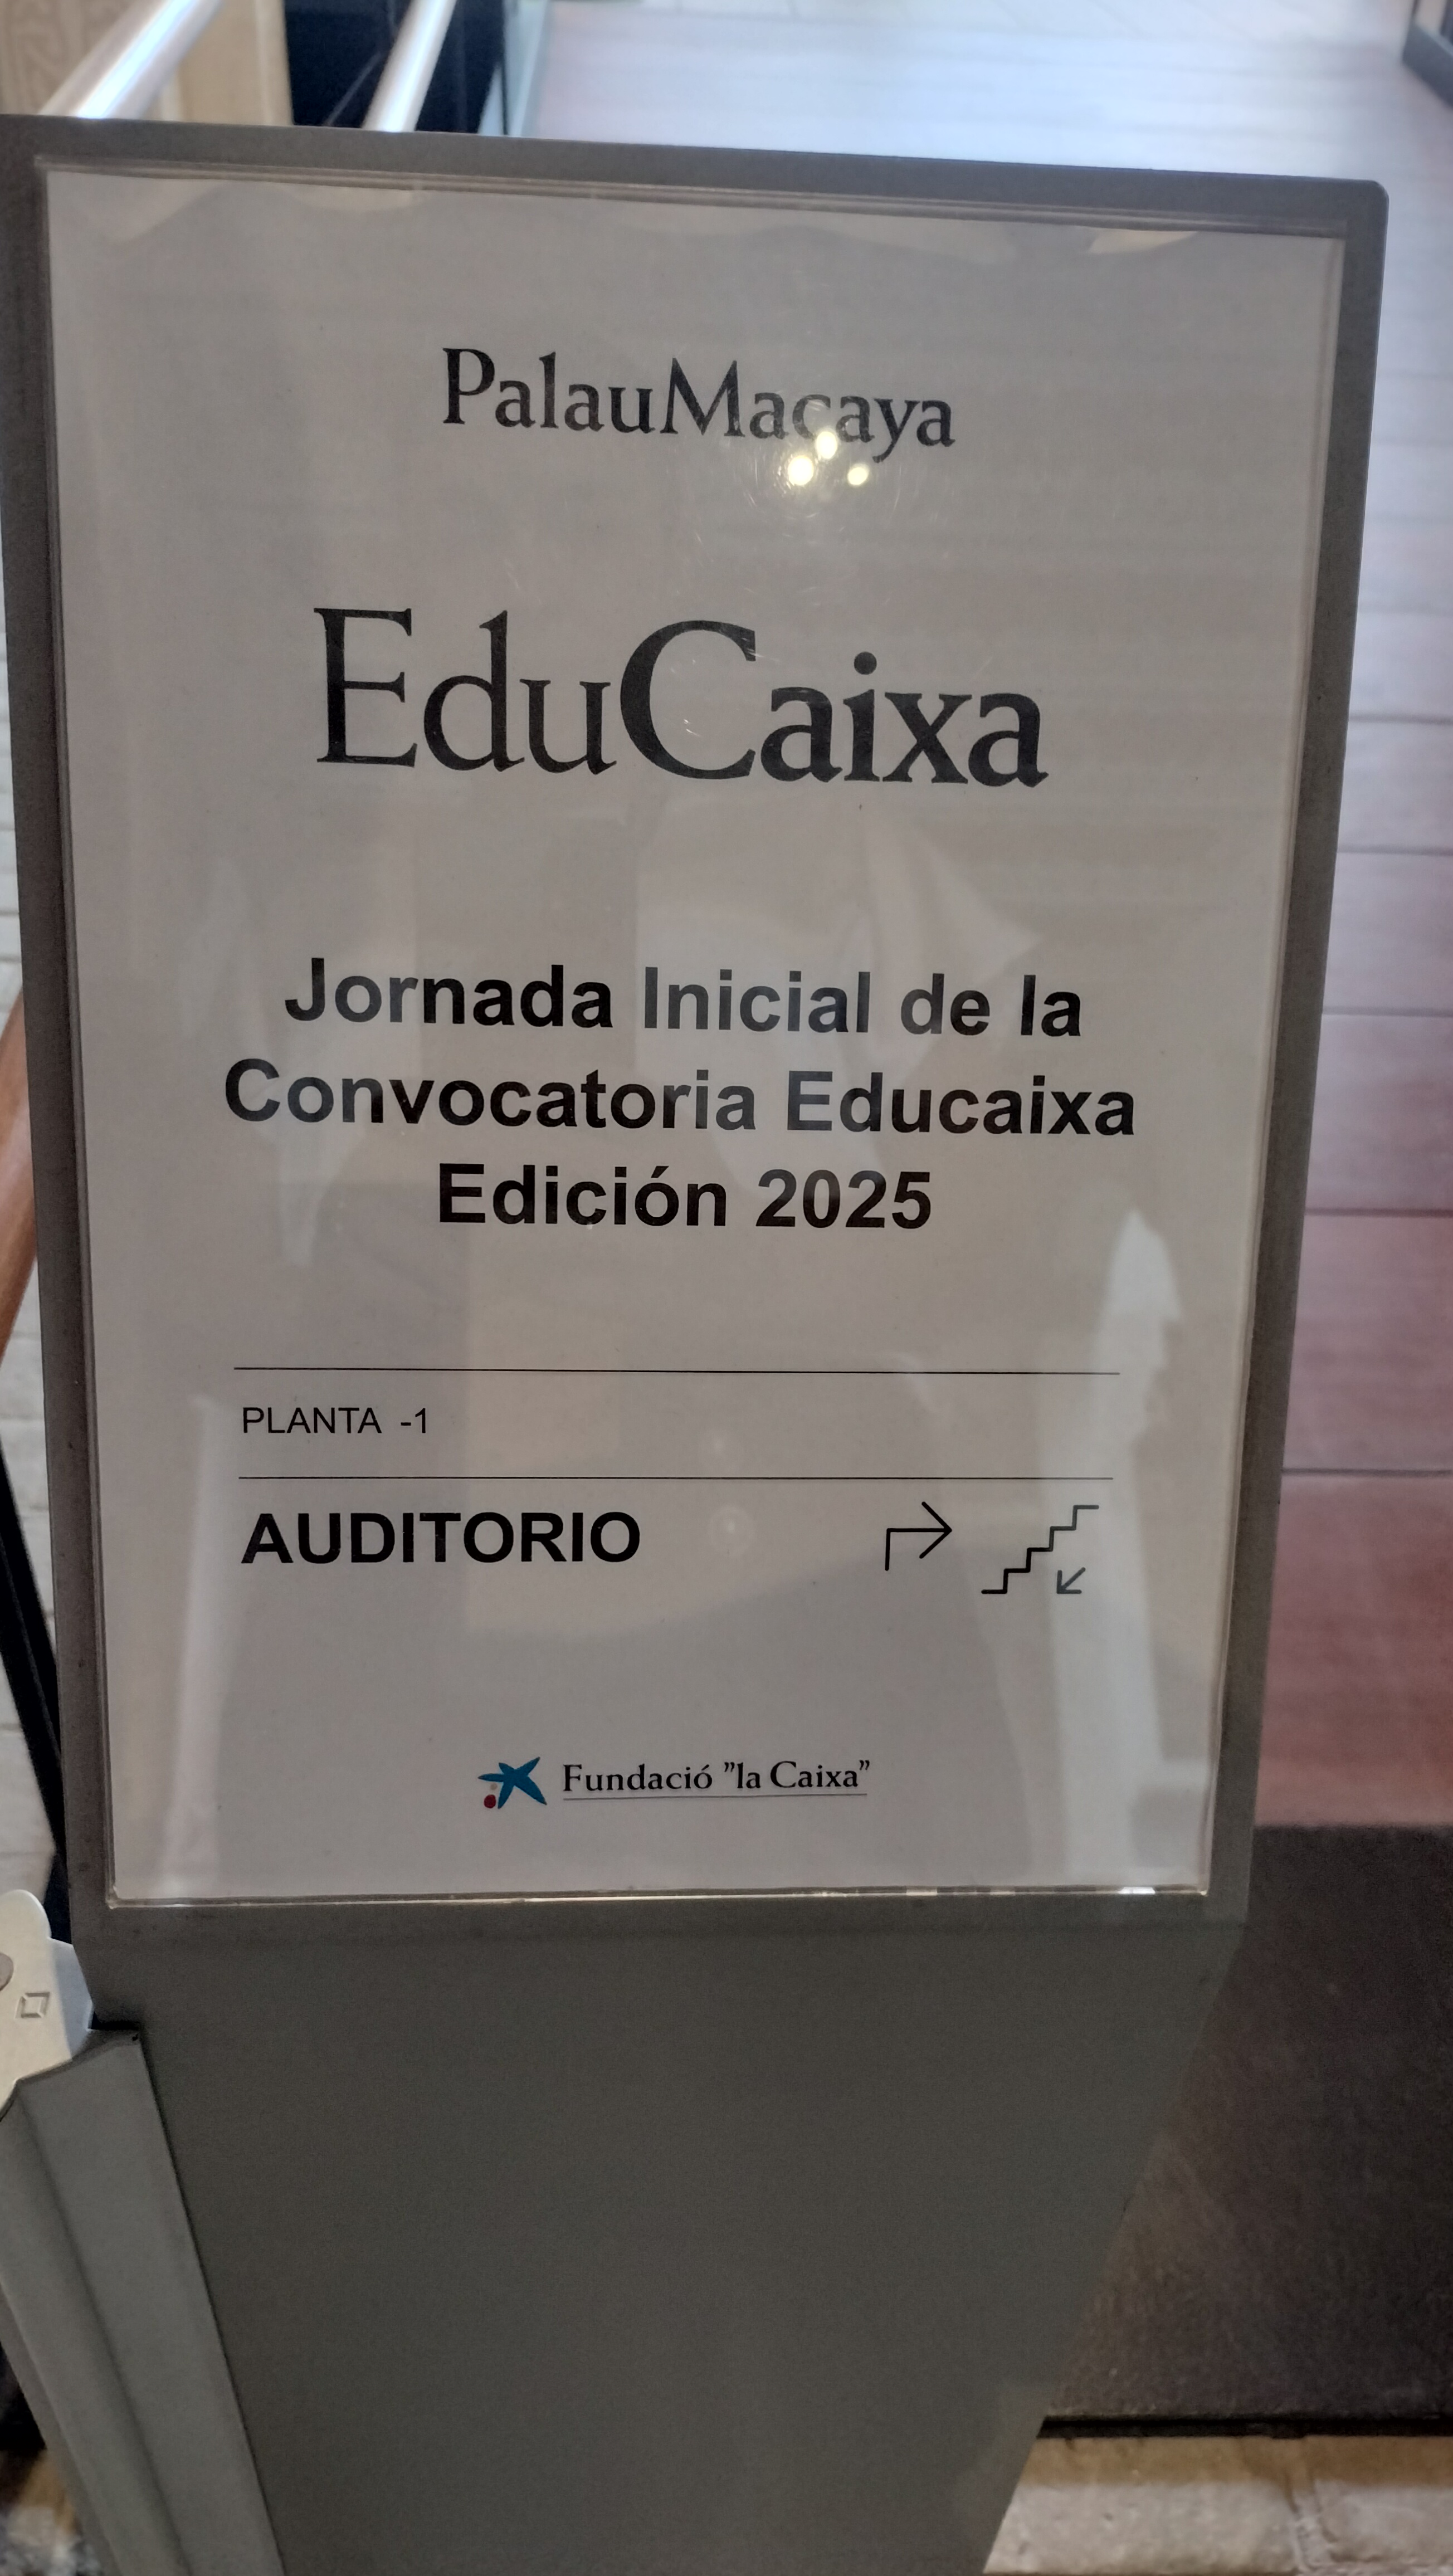 PalauMacaya
EduCaixa
Jornada Inicial de la
Convocatoria Educaixa
Edición 2025
PLANTA -1
AUDITORIO
Fundació "la Caixa"